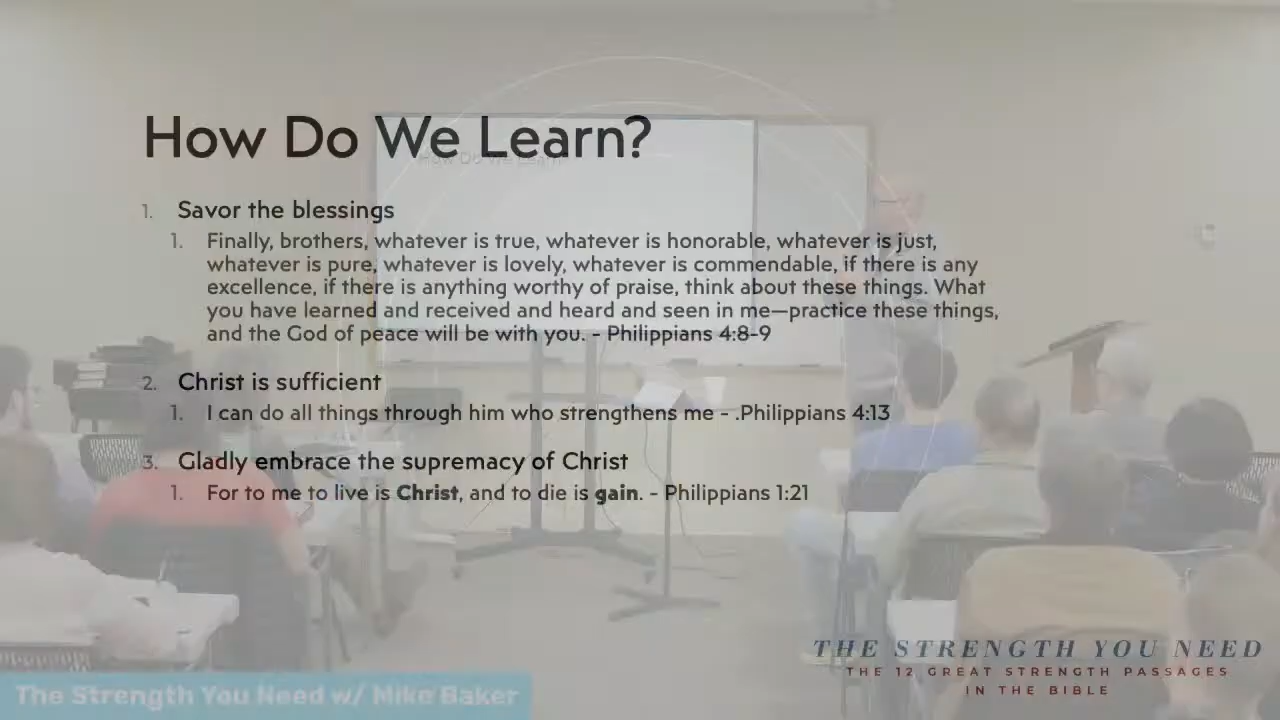 How Do We Learn?
How Do We Learn?
1. Savor the blessings
1. Finally, brothers, whatever is true, whatever is honorable, whatever is just,
whatever is pure, whatever is lovely, whatever is commendable, if there is any
excellence, if there is anything worthy of praise, think about these things. What
you have learned and received and heard and seen in me—practice these things,
and the God of peace will be with you. - Philippians 4:8-9
2. Christ is sufficient
1. I can do all things through him who strengthens me - .Philippians 4:13
3. Gladly embrace the supremacy of Christ
1. For to me to live is Christ, and to die is gain. - Philippians 1:21
THE STRENGTH YOU NEED
THE 12 GREAT STRENGTH PASSAGES
IN THE BIBLE
The Strength You Need w/ Mike Baker